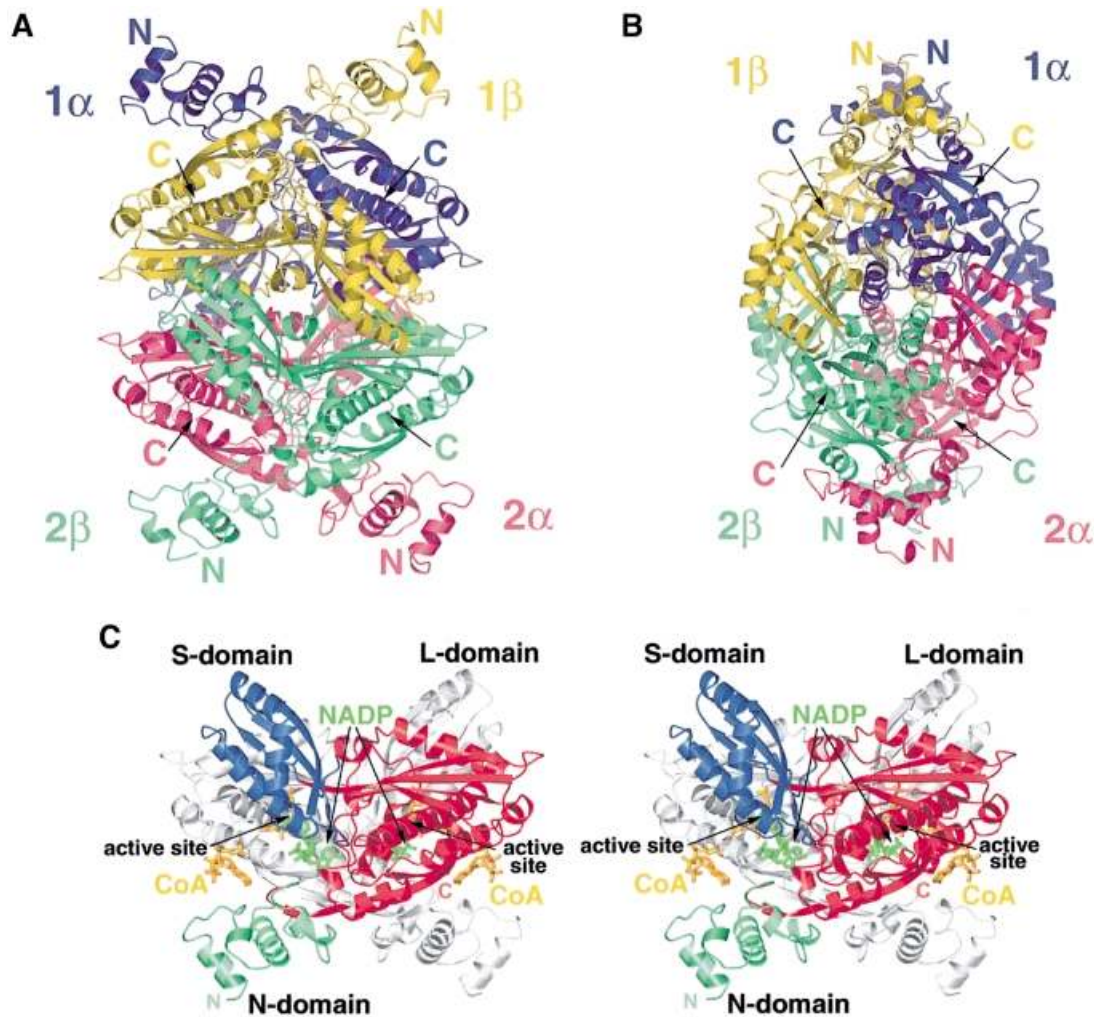 A
N
N
1α
1β
C
C
C
C
2β
2α
N
N
B
N
N
1β
1α
C
C
C
C
2β
2α
N
N
C
S-domain
L-domain
NADP
active site
active
site
CoA
CoA
C
N
N-domain
S-domain
L-domain
NADP
active site
active
site
CoA
CoA
C
N
N-domain